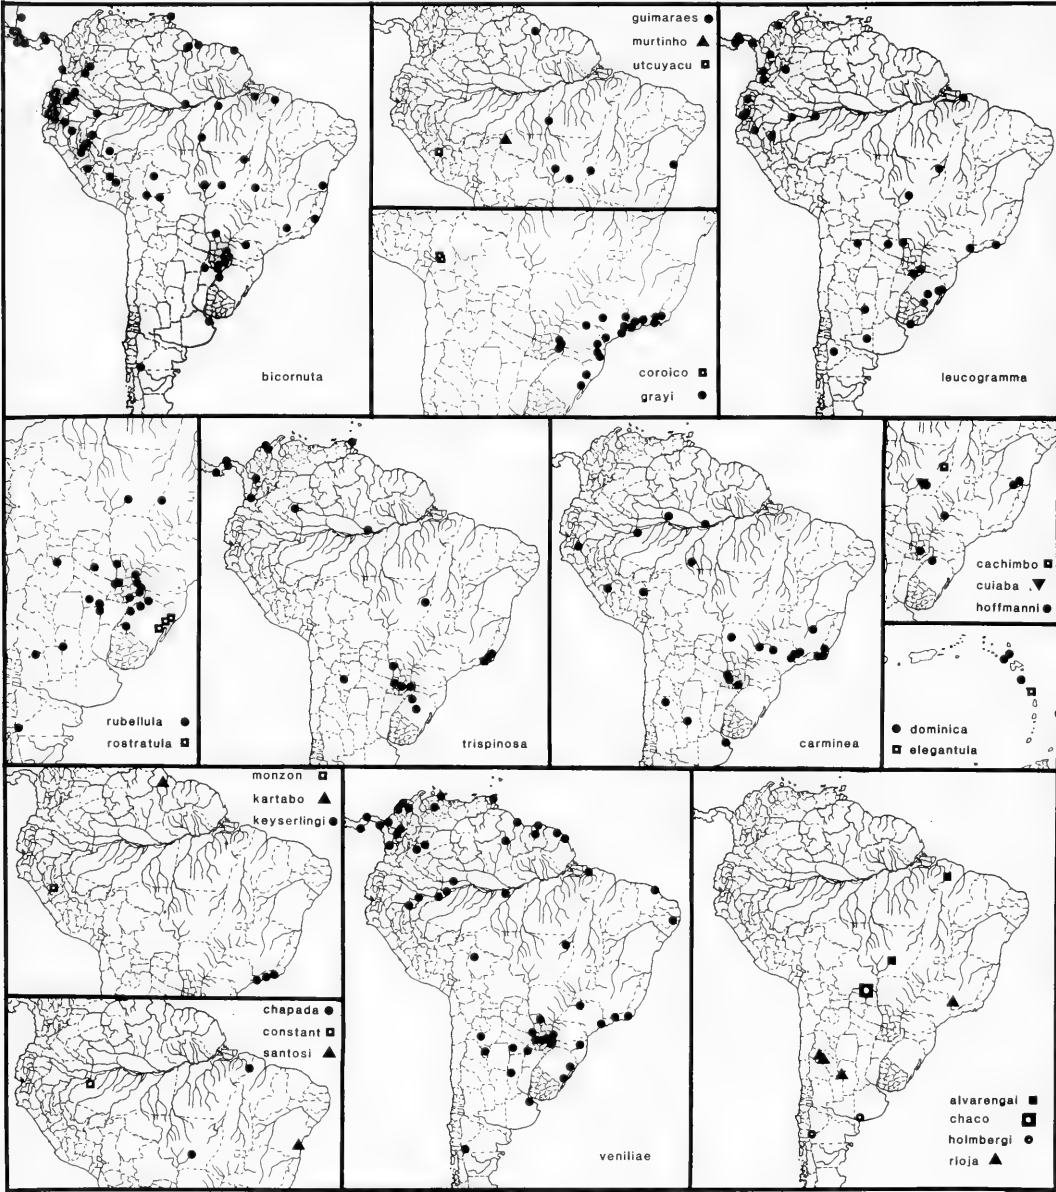 bicornuta
guimaraes
murtinho
utcuyacu
coroico
grayi
leucogramma
rubellula
rostratula
trispinosa
carminea
cachimbo
cuiaba
hoffmanni
dominica
elegantula
monzon
kartabo
keyserlingi
chapada
constant
santosi
veniliae
alvarengai
chaco
holmbergi
rioja